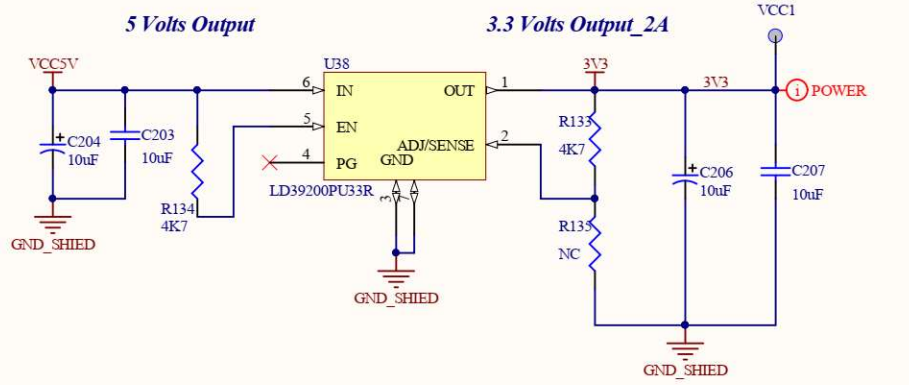 5 Volts Output
3.3 Volts Output_2A
VCC1
VCC5V
U38
3V3
3V3
POWER
6
IN
OUT
1
5
EN
4
PG
ADJ/SENSE
2
GND
3
7
LD39200PU33R
C204
10uF
C203
10uF
R134
4K7
R133
4K7
R135
NC
C206
10uF
C207
10uF
GND_SHIED
GND_SHIED
GND_SHIED